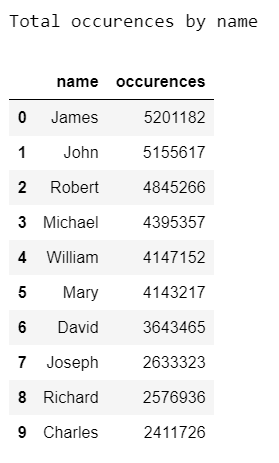 Total occurences by name
name occurences
0 James 5201182
1 John 5155617
2 Robert 4845266
3 Michael 4395357
4 William 4147152
5 Mary 4143217
6 David 3643465
7 Joseph 2633323
8 Richard 2576936
9 Charles 2411726